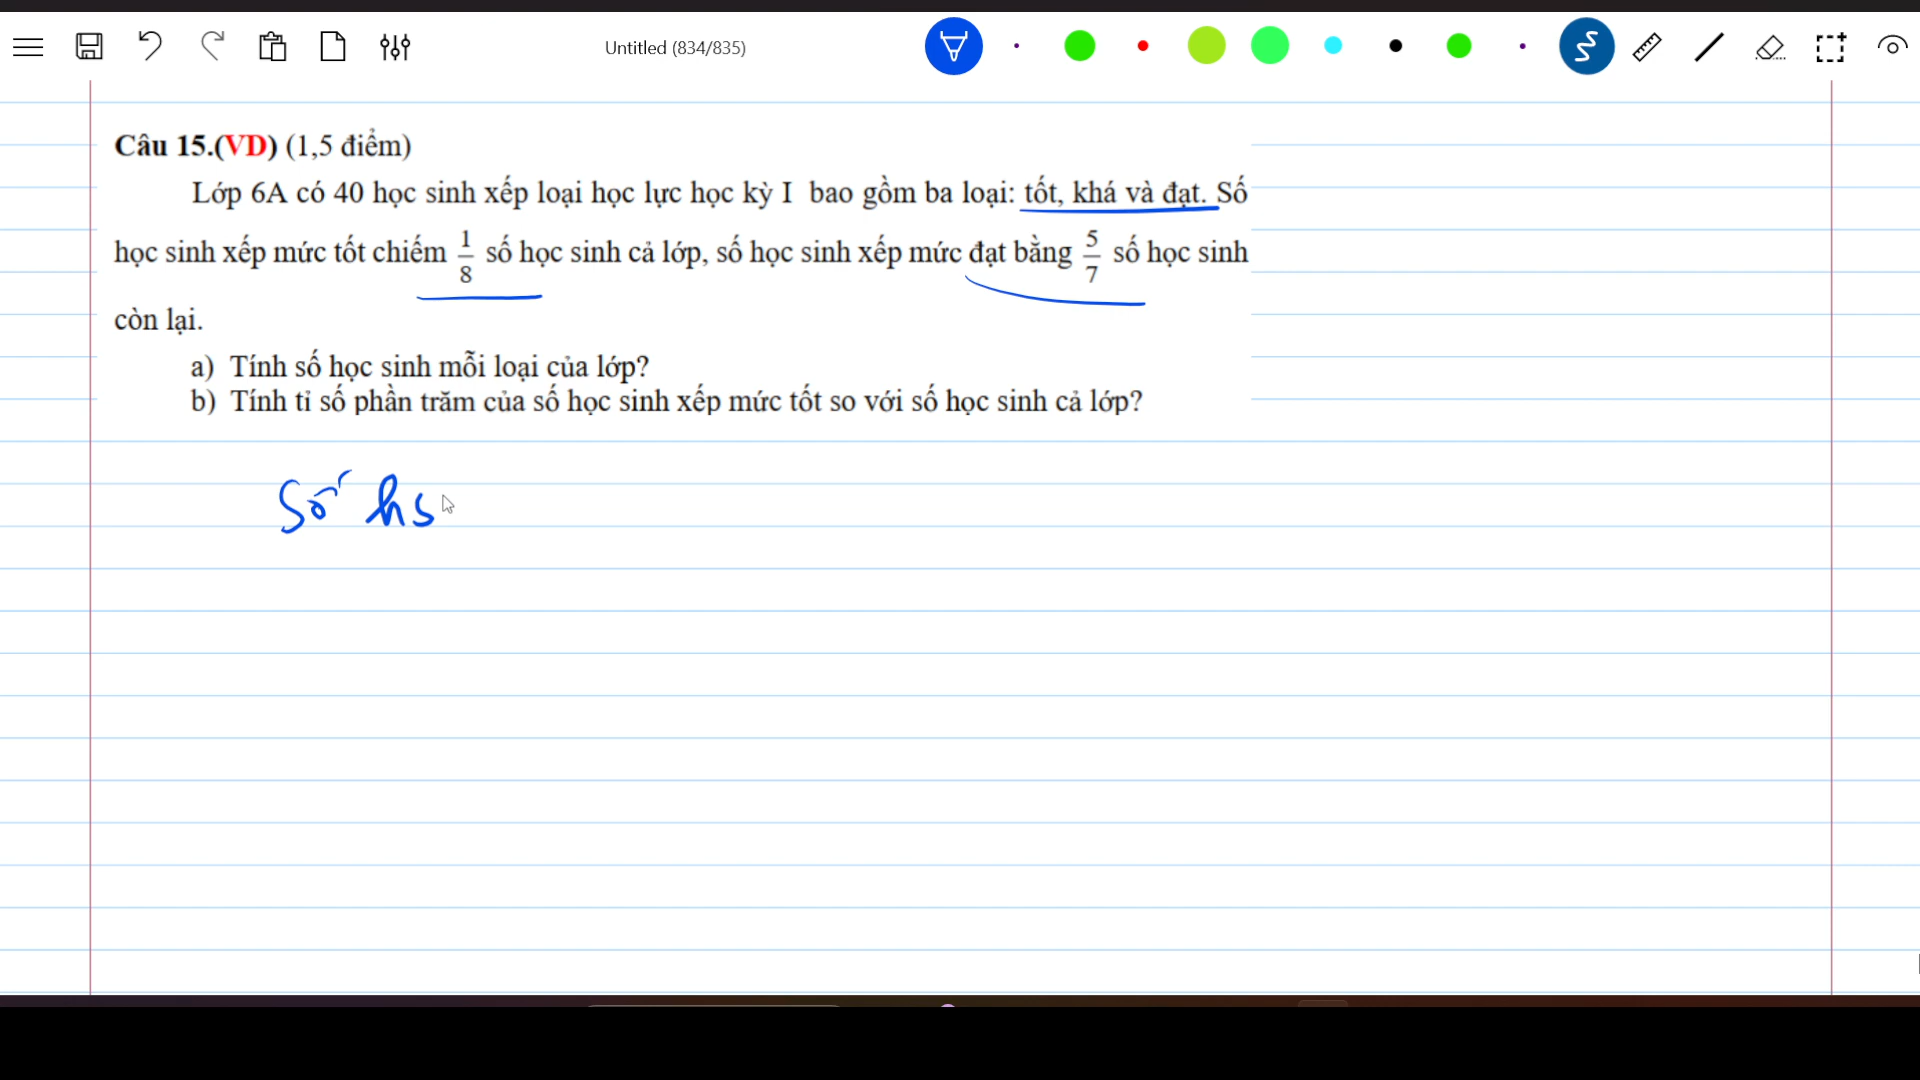 Untitled (834/835)
Câu 15.(VD) (1,5 điểm)
Lớp 6A có 40 học sinh xếp loại học lực học kỳ I bao gồm ba loại: tốt, khá và đạt. Số
học sinh xếp mức tốt chiếm 1/8 số học sinh cả lớp, số học sinh xếp mức đạt bằng 5/7 số học sinh
còn lại.
a) Tính số học sinh mỗi loại của lớp?
b) Tính tỉ số phần trăm của số học sinh xếp mức tốt so với số học sinh cả lớp?
Số hs